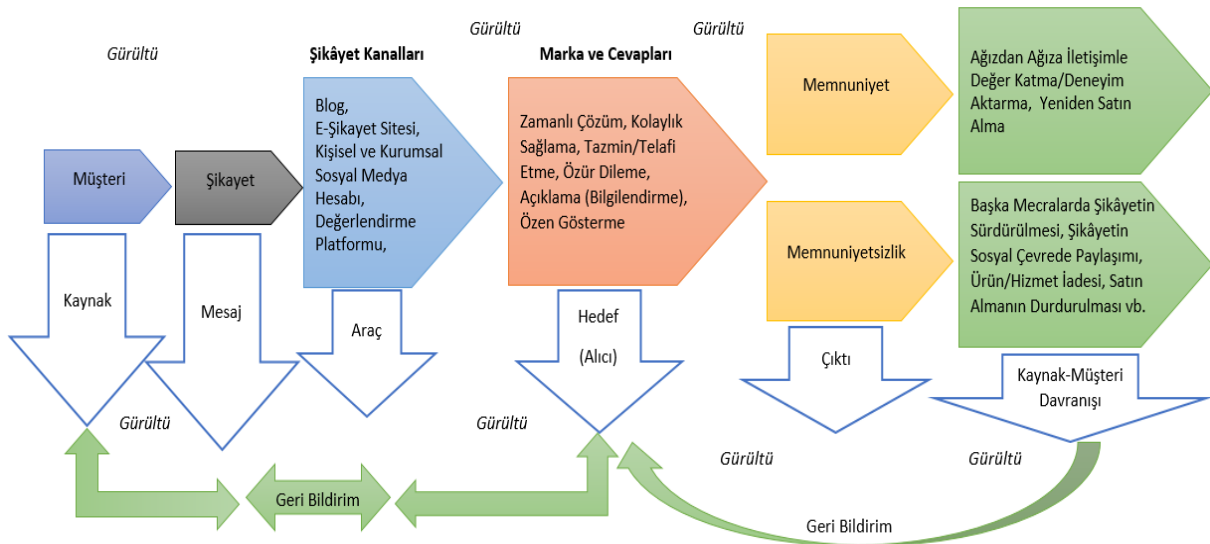 Gürültü
Gürültü
Gürültü
Şikâyet Kanalları
Marka ve Cevapları
Müşteri
Şikayet
Blog,
E-Şikayet Sitesi,
Kişisel ve Kurumsal
Sosyal Medya
Hesabı,
Değerlendirme
Platformu,
Zamanlı Çözüm, Kolaylık
Sağlama, Tazmin/Telafi
Etme, Özür Dileme,
Açıklama (Bilgilendirme),
Özen Gösterme
Memnuniyet
Ağızdan Ağıza İletişimle
Değer Katma/Deneyim
Aktarma, Yeniden Satın
Alma
Memnuniyetsizlik
Başka Mecralarda Şikâyetin
Sürdürülmesi, Şikâyetin
Sosyal Çevrede Paylaşımı,
Ürün/Hizmet İadesi, Satın
Almanın Durdurulması vb.
Kaynak
Mesaj
Araç
Hedef
(Alıcı)
Çıktı
Kaynak-Müşteri
Davranışı
Gürültü
Gürültü
Gürültü
Gürültü
Geri Bildirim
Geri Bildirim